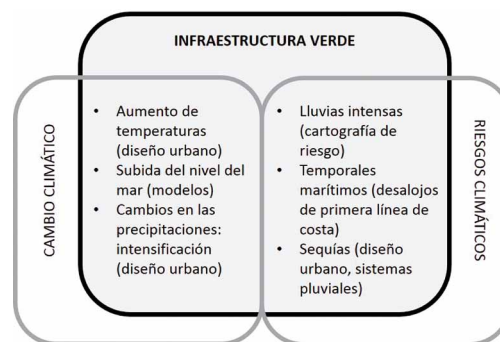 INFRAESTRUCTURA VERDE
CAMBIO CLIMÁTICO
• Aumento de
temperaturas
(diseño urbano)
• Subida del nivel del
mar (modelos)
• Cambios en las
precipitaciones:
intensificación
(diseño urbano)
• Lluvias intensas
(cartografía de
riesgo)
• Temporales
marítimos (desalojos
de primera línea de
costa)
• Sequías (diseño
urbano, sistemas
pluviales)
RIESGOS CLIMÁTICOS